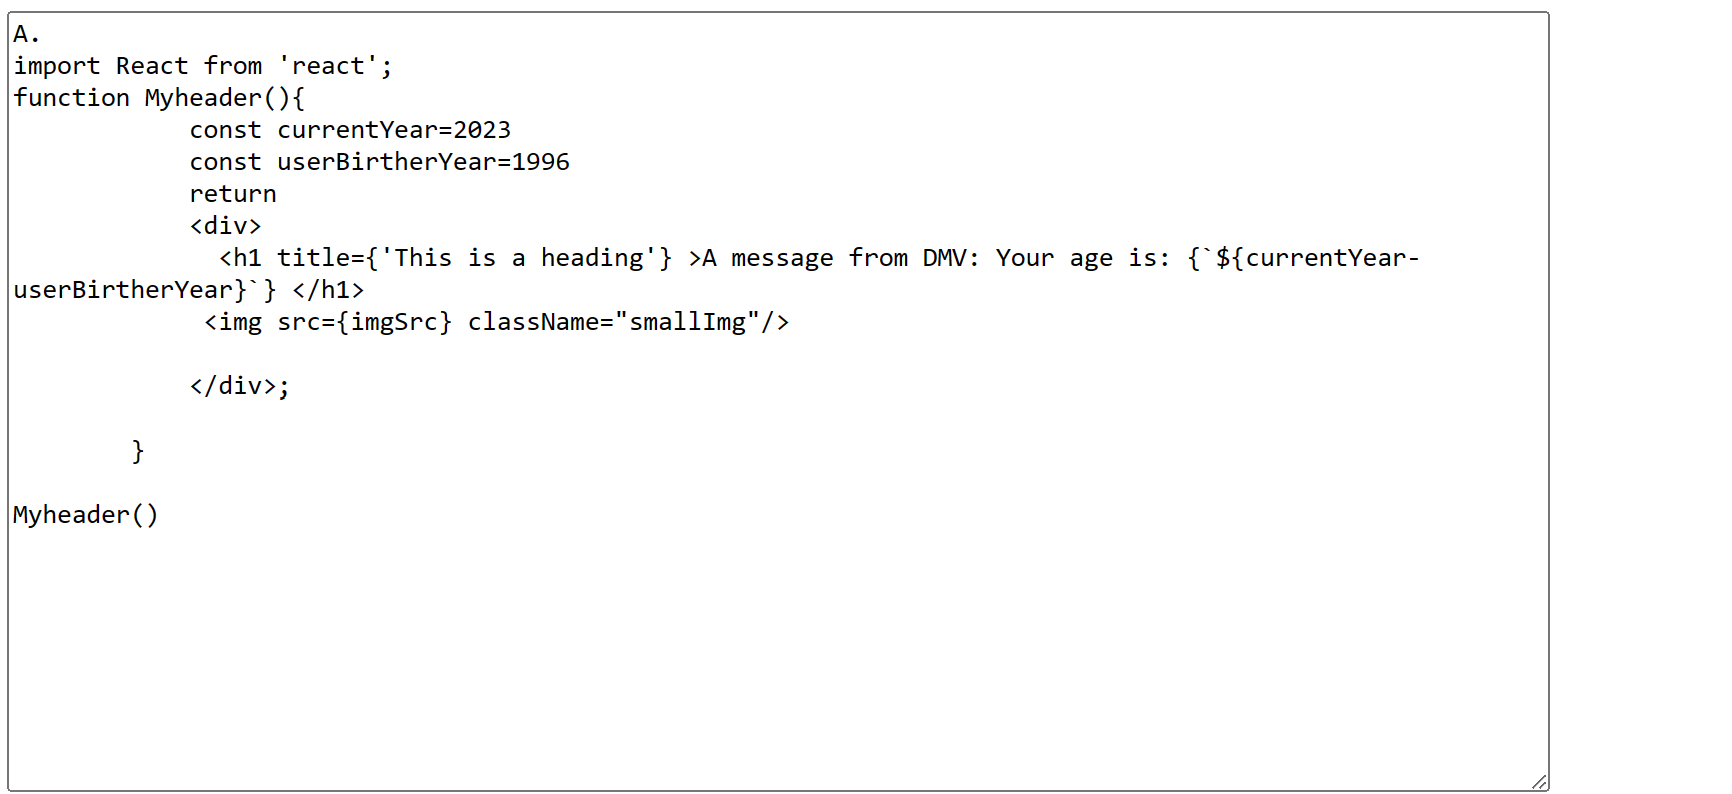 A.
import React from 'react';
function Myheader(){
            const currentYear=2023
            const userBirtherYear=1996
            return
            <div>
              <h1 title={'This is a heading'} >A message from DMV: Your age is: {`${currentYear-
userBirtherYear}`} </h1>
             <img src={imgSrc} className="smallImg"/>
            </div>;
        }
Myheader()